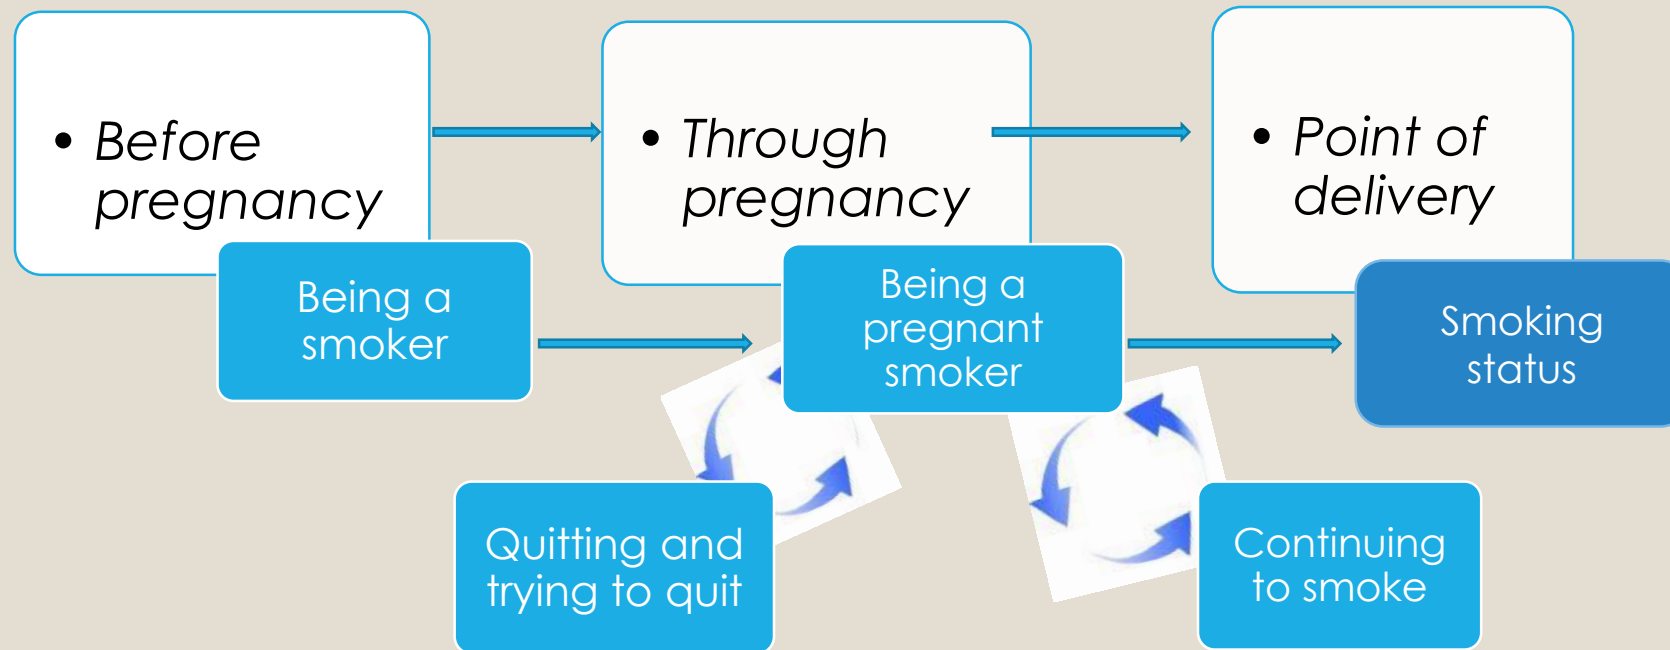 • Before
pregnancy
• Through
pregnancy
• Point of
delivery
Being a
smoker
Being a
pregnant
smoker
Smoking
status
Quitting and
trying to quit
Continuing
to smoke